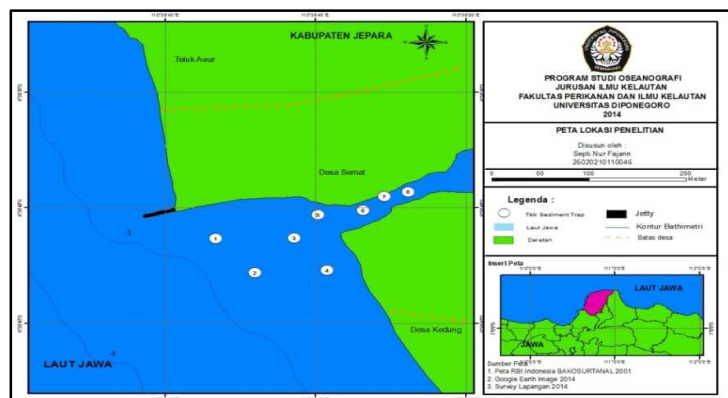 KABUPATEN JEPARA
Teluk Awur
Desa Semat
Desa Kedung
LAUT JAWA
1
2
3
4
5
6
7
8
-3
-4
PROGRAM STUDI OSEANOGRAFI
JURUSAN ILMU KELAUTAN
FAKULTAS PERIKANAN DAN ILMU KELAUTAN
UNIVERSITAS DIPONEGORO
2014
PETA LOKASI PENELITIAN
Disusun oleh :
Septi Nur Fajarin
26020210110046
0 50 100 200
Meter
Legenda :
Titik Sediment Trap
Laut Jawa
Daratan
Jetty
Kontur Bathimetri
Batas desa
Insert Peta
LAUT JAWA
JAWA
Sumber Peta
1. Peta RBI Indonesia BAKOSURTANAL 2001
2. Google Earth Image 2014
3. Survey Lapangan 2014